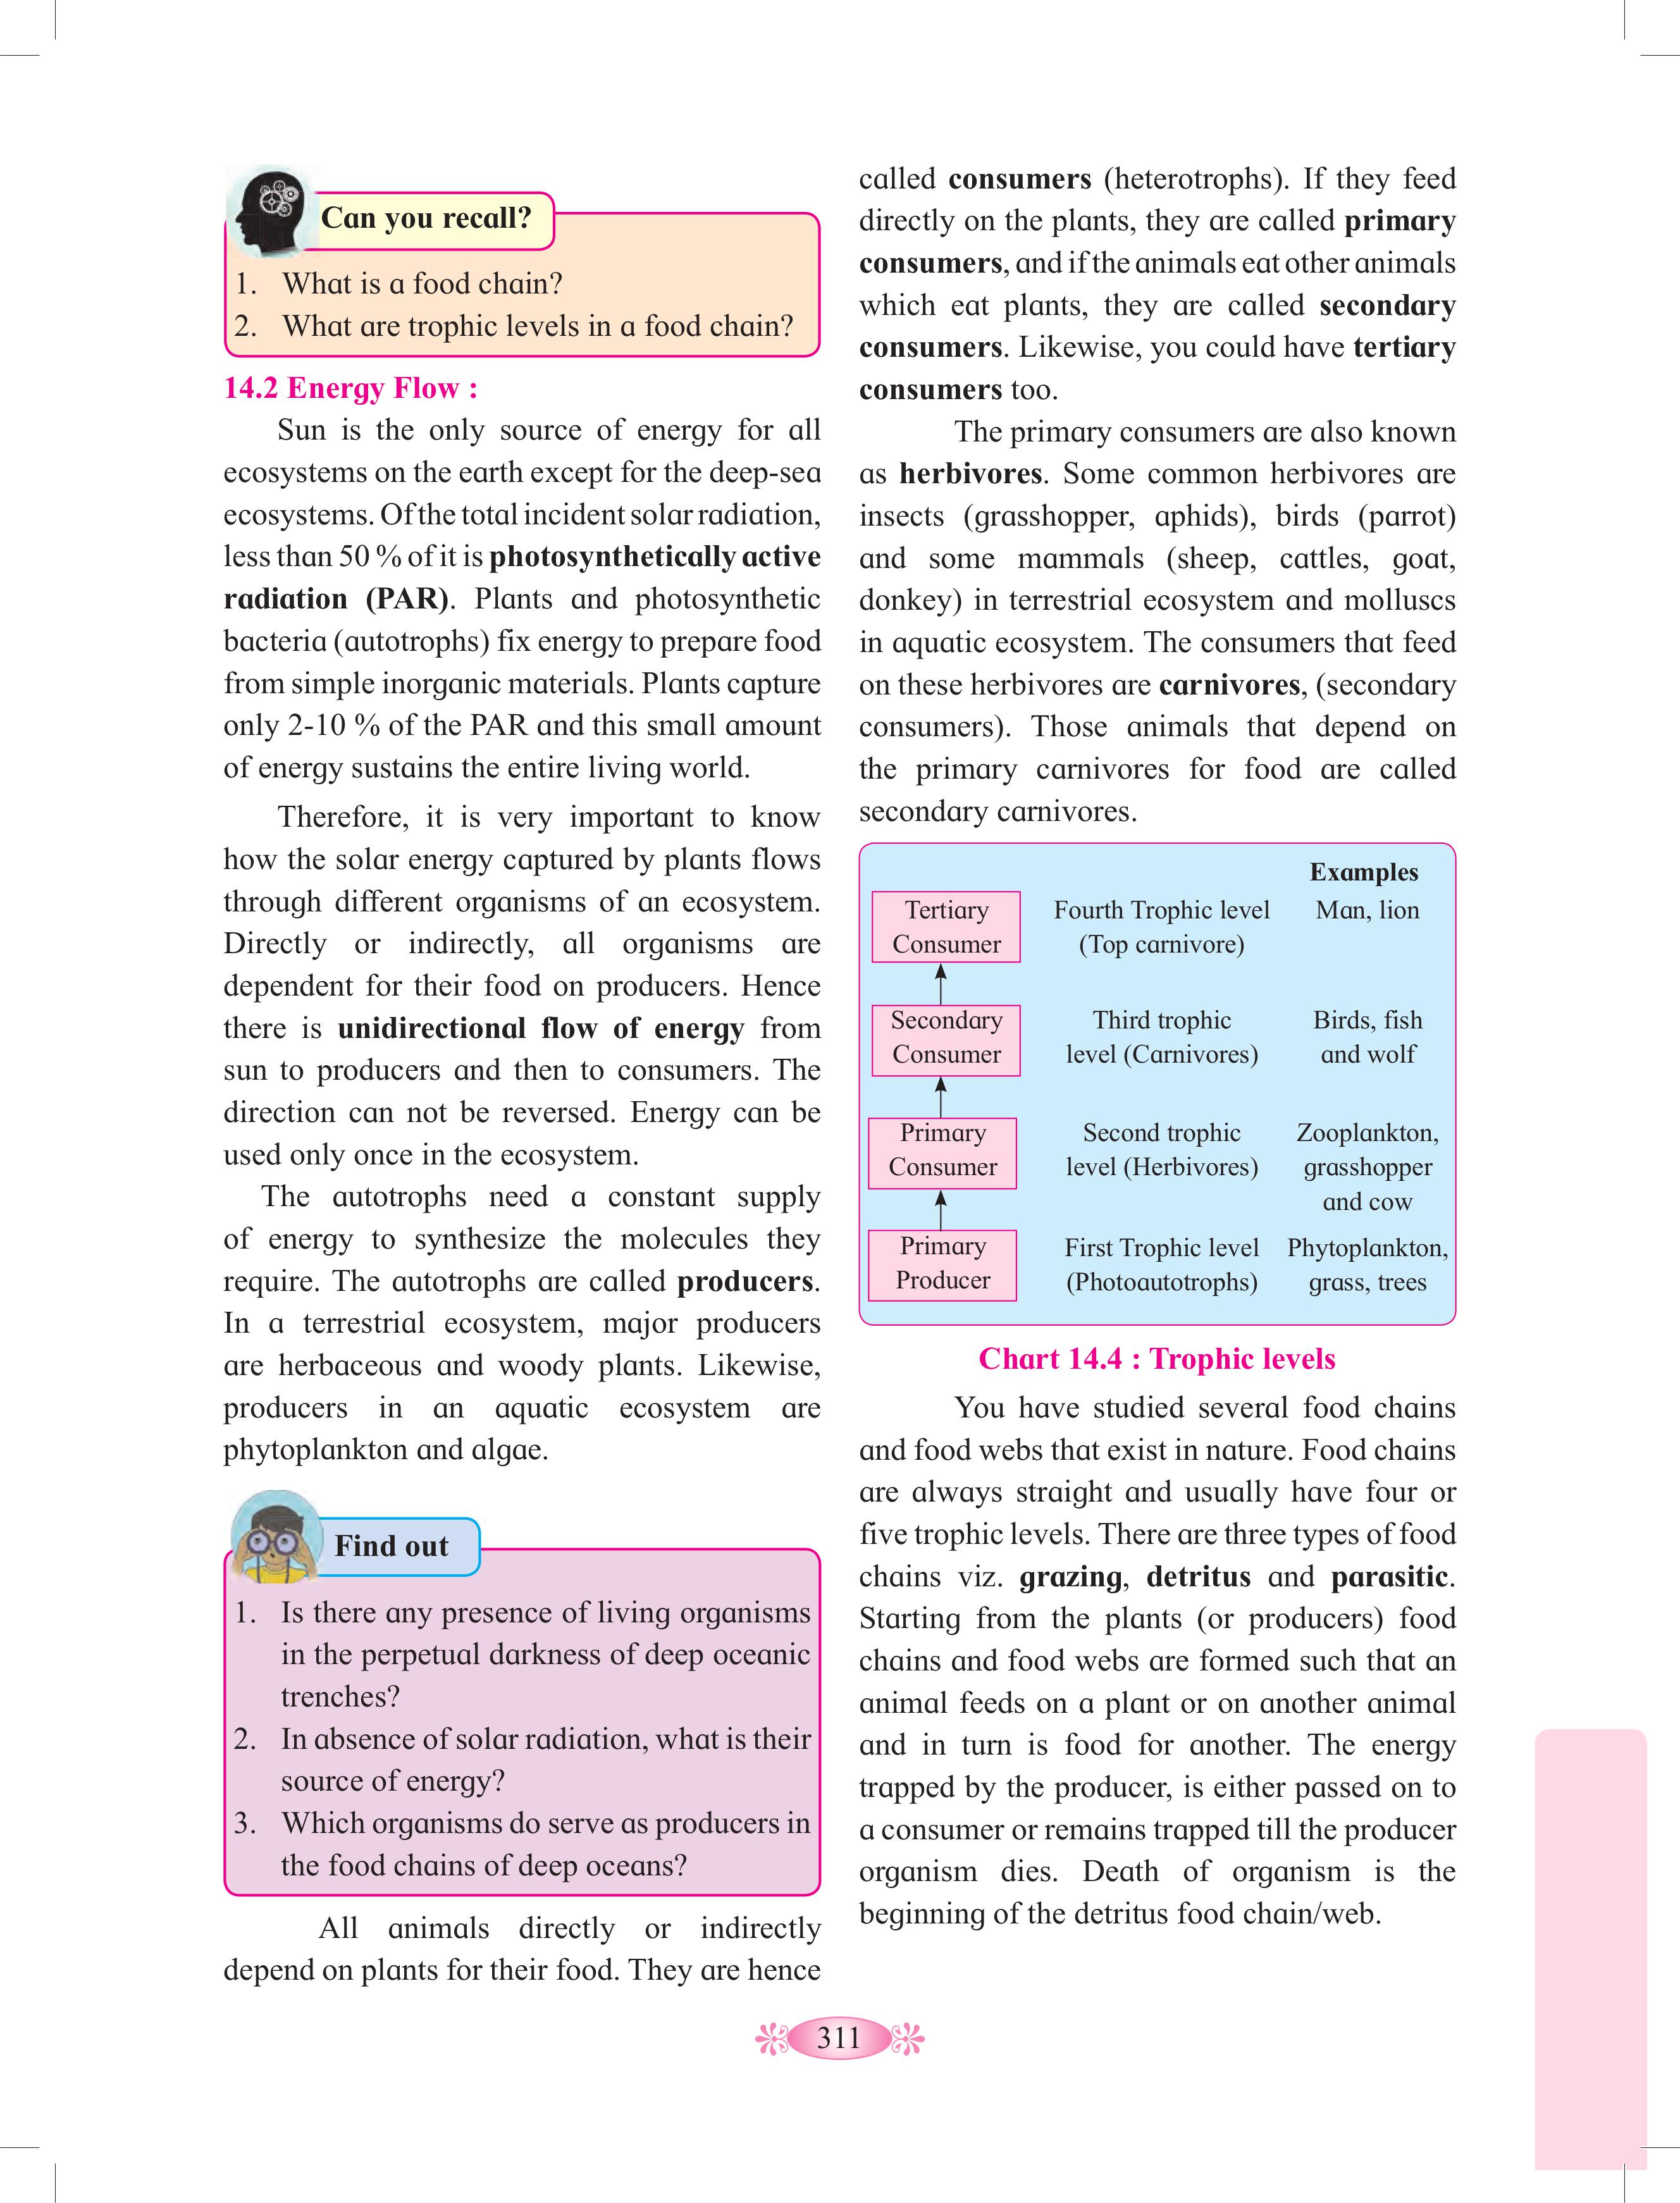 Can you recall?
1. What is a food chain?
2. What are trophic levels in a food chain?
14.2 Energy Flow :
Sun is the only source of energy for all
ecosystems on the earth except for the deep-sea
ecosystems. Of the total incident solar radiation,
less than 50 % of it is photosynthetically active
radiation (PAR). Plants and photosynthetic
bacteria (autotrophs) fix energy to prepare food
from simple inorganic materials. Plants capture
only 2-10 % of the PAR and this small amount
of energy sustains the entire living world.
Therefore, it is very important to know
how the solar energy captured by plants flows
through different organisms of an ecosystem.
Directly or indirectly, all organisms are
dependent for their food on producers. Hence
there is unidirectional flow of energy from
sun to producers and then to consumers. The
direction can not be reversed. Energy can be
used only once in the ecosystem.
The autotrophs need a constant supply
of energy to synthesize the molecules they
require. The autotrophs are called producers.
In a terrestrial ecosystem, major producers
are herbaceous and woody plants. Likewise,
producers in an aquatic ecosystem are
phytoplankton and algae.
Find out
1. Is there any presence of living organisms
in the perpetual darkness of deep oceanic
trenches?
2. In absence of solar radiation, what is their
source of energy?
3. Which organisms do serve as producers in
the food chains of deep oceans?
All animals directly or indirectly
depend on plants for their food. They are hence
called consumers (heterotrophs). If they feed
directly on the plants, they are called primary
consumers, and if the animals eat other animals
which eat plants, they are called secondary
consumers. Likewise, you could have tertiary
consumers too.
The primary consumers are also known
as herbivores. Some common herbivores are
insects (grasshopper, aphids), birds (parrot)
and some mammals (sheep, cattles, goat,
donkey) in terrestrial ecosystem and molluscs
in aquatic ecosystem. The consumers that feed
on these herbivores are carnivores, (secondary
consumers). Those animals that depend on
the primary carnivores for food are called
secondary carnivores.
Examples
Tertiary Fourth Trophic level Man, lion
Consumer (Top carnivore)
Secondary Third trophic Birds, fish
Consumer level (Carnivores) and wolf
Primary Second trophic Zooplankton,
Consumer level (Herbivores) grasshopper
and cow
Primary First Trophic level Phytoplankton,
Producer (Photoautotrophs) grass, trees
Chart 14.4 : Trophic levels
You have studied several food chains
and food webs that exist in nature. Food chains
are always straight and usually have four or
five trophic levels. There are three types of food
chains viz. grazing, detritus and parasitic.
Starting from the plants (or producers) food
chains and food webs are formed such that an
animal feeds on a plant or on another animal
and in turn is food for another. The energy
trapped by the producer, is either passed on to
a consumer or remains trapped till the producer
organism dies. Death of organism is the
beginning of the detritus food chain/web.
311